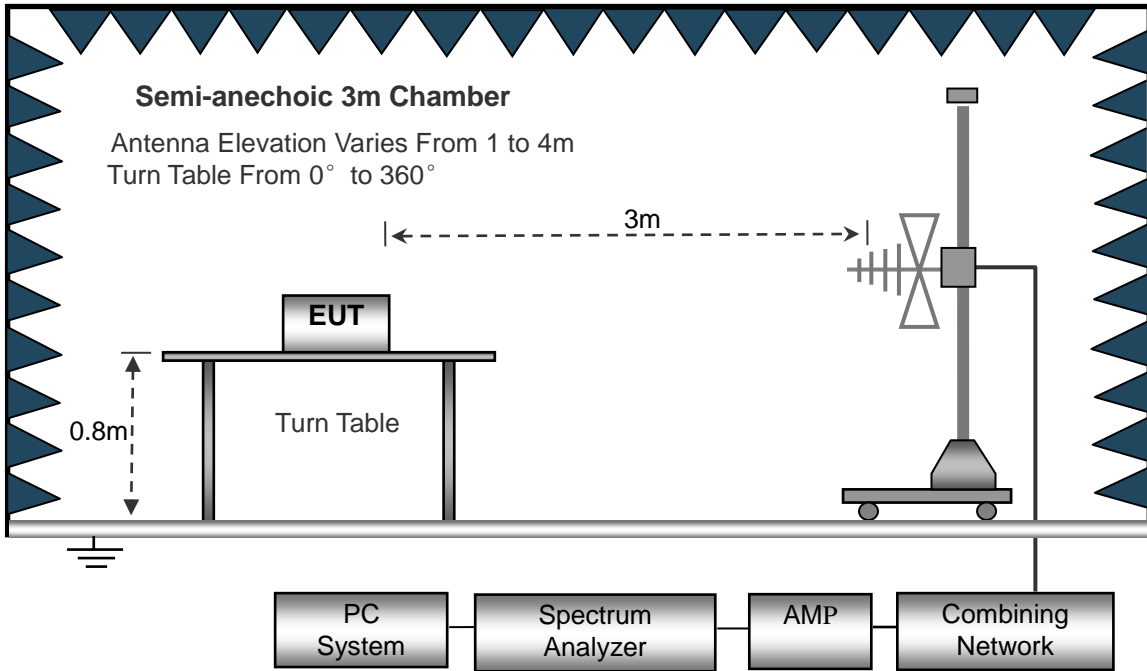 Semi-anechoic 3m Chamber
Antenna Elevation Varies From 1 to 4m
Turn Table From 0° to 360°
3m
EUT
0.8m
Turn Table
PC
System
Spectrum
Analyzer
AMP
Combining
Network